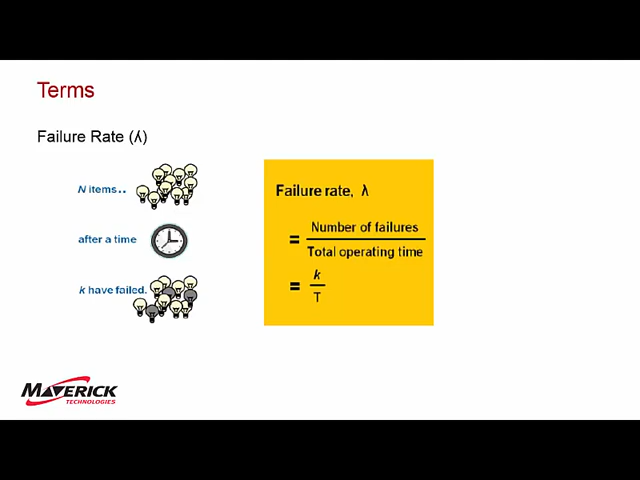 Terms
Failure Rate (ʎ)
N items..
after a time
k have failed.
Failure rate, λ
= Number of failures
Total operating time
= k
T
MAVERICK
TECHNOLOGIES